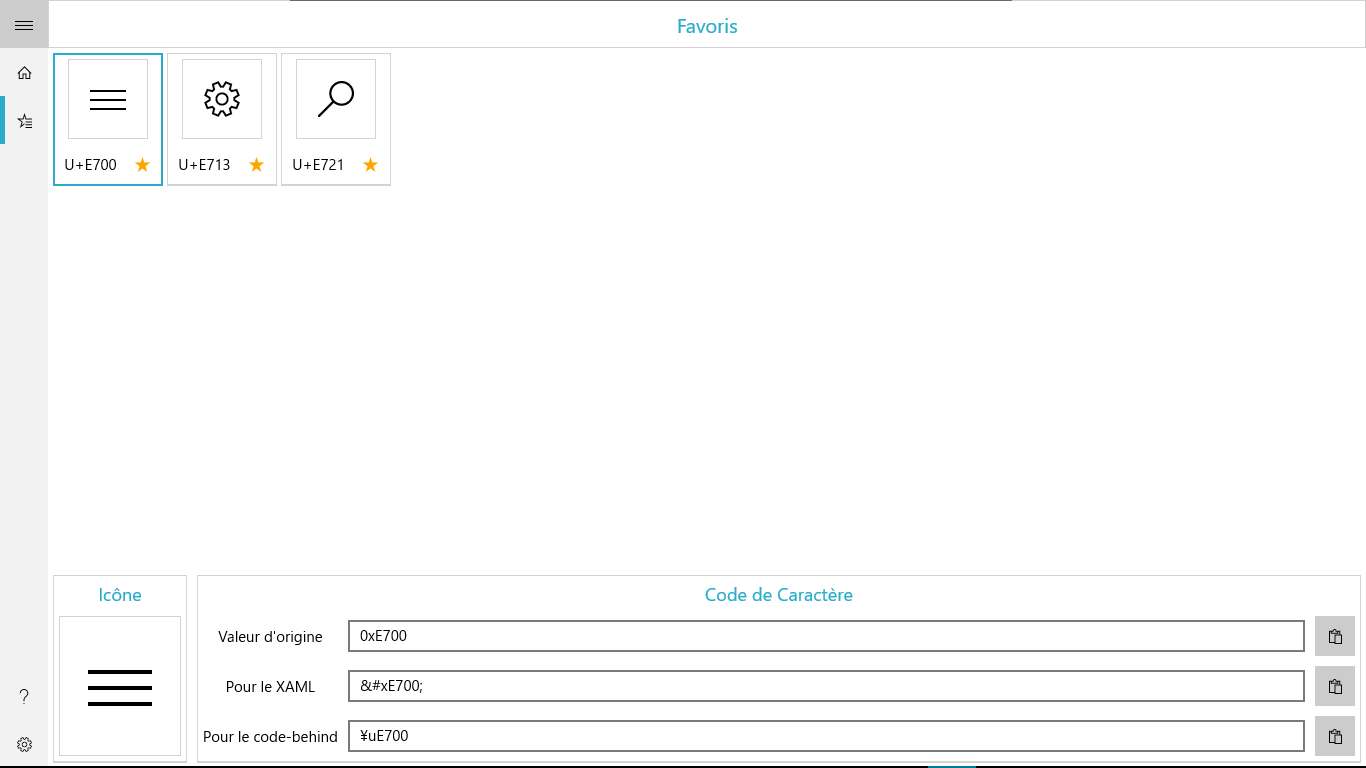 Favoris
U+E700
U+E713
U+E721
Icône
Code de Caractère
Valeur d'origine
0xE700
Pour le XAML
&#xE700;
Pour le code-behind
¥uE700